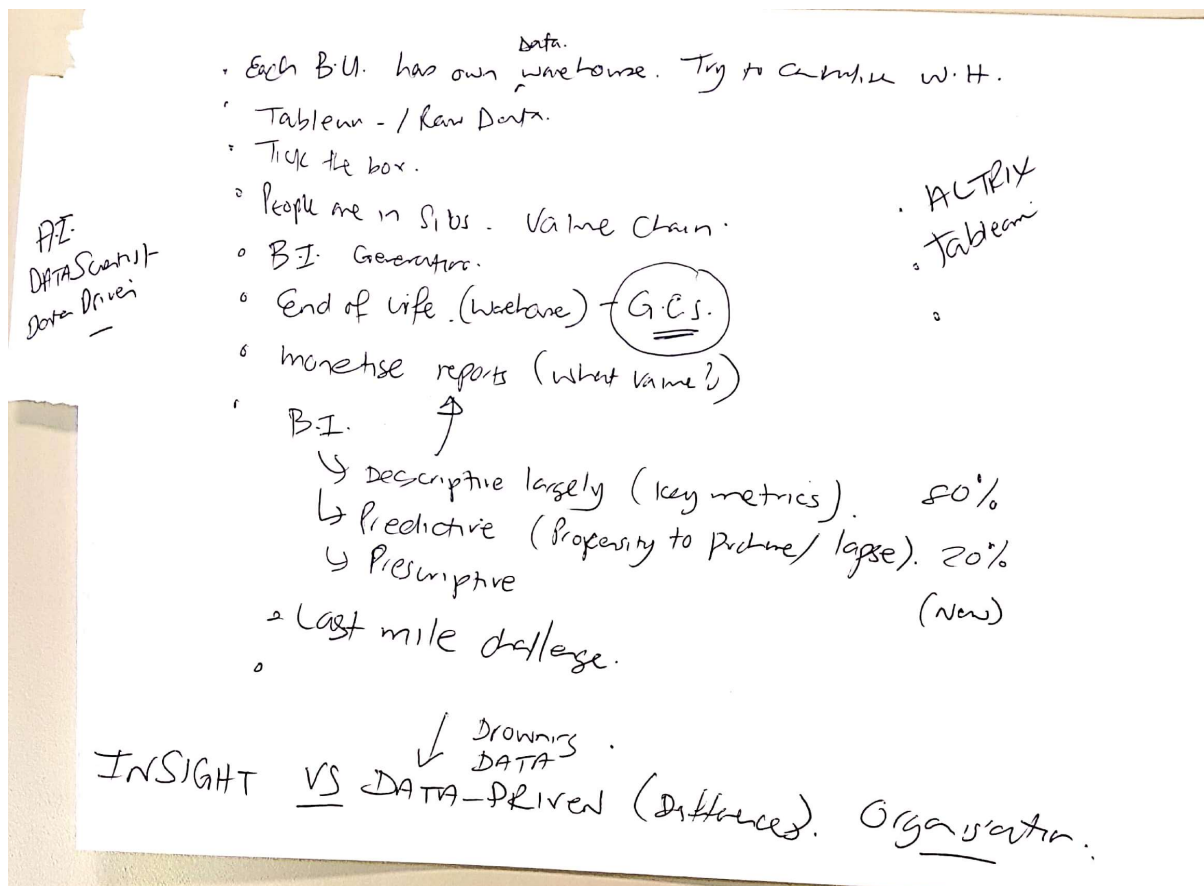 Data.
• Each B.U. has own warehouse. Try to centralise W.H.
• Tableau - / Raw Data.
• Tick the box.
• People are in Silos. Value Chain.
• B.I. Generation.
• End of life. (Warehouse) - G.C.S.
• monetise reports (what value?)
• B.I.
↳ Descriptive largely (key metrics). 80%
↳ Predictive (Propensity to purchase/ lapse). 20%
↳ Prescriptive
(New)
• Last mile challenge.
A.I.
DATA Scientist
Data Driven
• ALTRIX
• Tableau
↓ Drowning
DATA.
INSIGHT VS DATA-DRIVEN (Differences). Organisation.